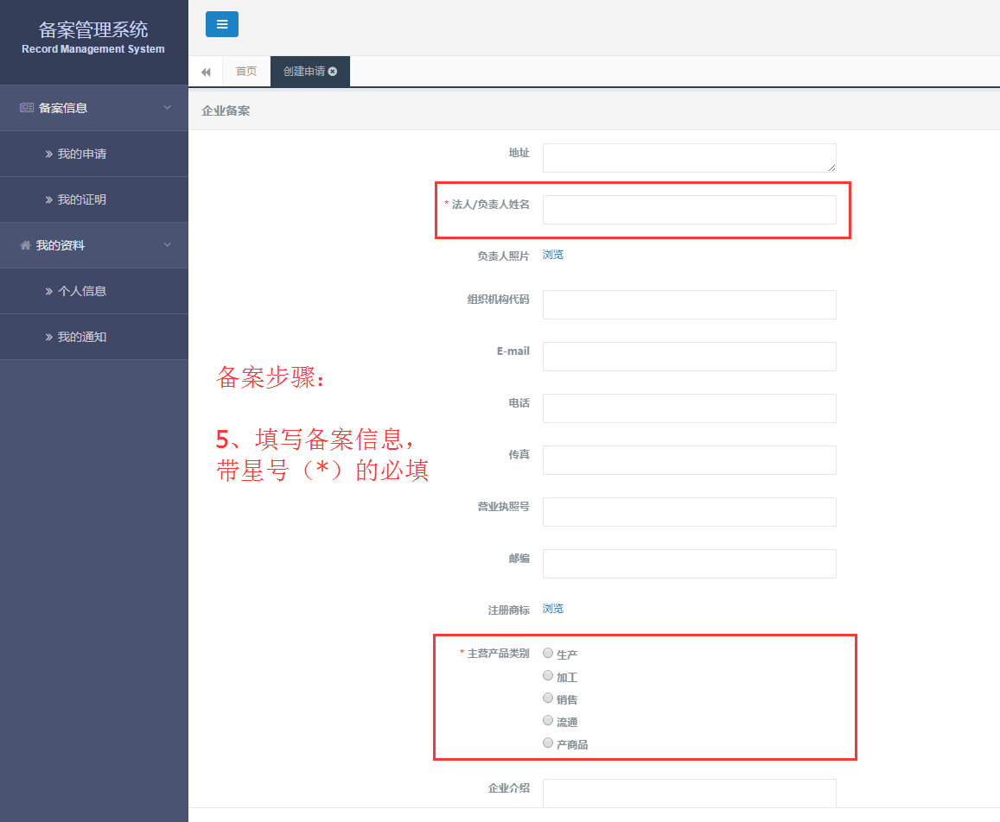 备案管理系统
Record Management System
首页
创建申请
企业备案
备案信息
我的申请
我的证明
我的资料
个人信息
我的通知
地址
* 法人/负责人姓名
负责人照片 浏览
组织机构代码
E-mail
电话
传真
营业执照号
邮编
注册商标 浏览
* 主营产品类别
生产
加工
销售
流通
产商品
企业介绍
备案步骤：
5、填写备案信息，
带星号（*）的必填